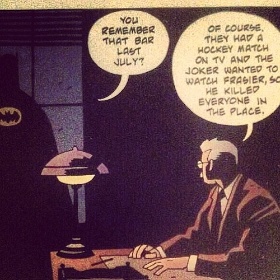 YOU
REMEMBER
THAT BAR
LAST
JULY?
OF COURSE.
THEY HAD A
HOCKEY MATCH
ON TV AND THE
JOKER WANTED TO
WATCH FRASIER, SO
HE KILLED
EVERYONE IN
THE PLACE.